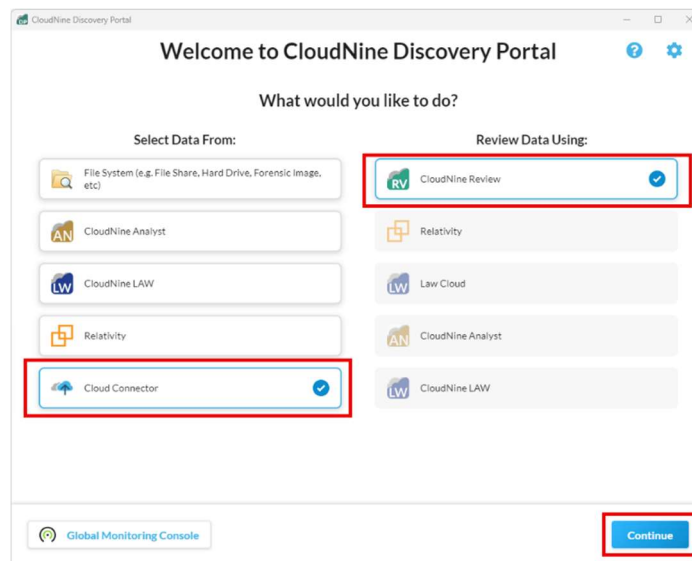 CloudNine Discovery Portal
Welcome to CloudNine Discovery Portal
What would you like to do?
Select Data From:
File System (e.g. File Share, Hard Drive, Forensic Image,
etc)
AN
CloudNine Analyst
LW
CloudNine LAW
Relativity
Cloud Connector
Review Data Using:
RV
CloudNine Review
Relativity
LW
Law Cloud
AN
CloudNine Analyst
LW
CloudNine LAW
Global Monitoring Console
Continue